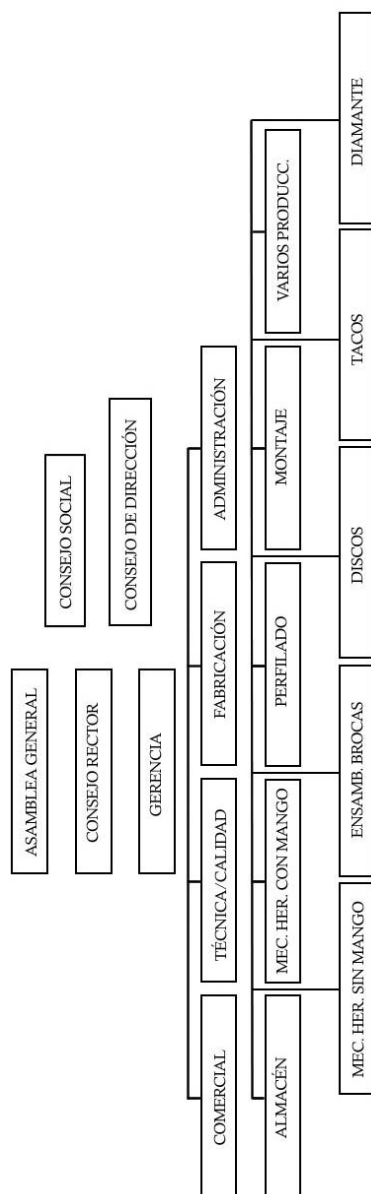 ASAMBLEA GENERAL
CONSEJO SOCIAL
CONSEJO RECTOR
CONSEJO DE DIRECCIÓN
GERENCIA
COMERCIAL
TÉCNICA/CALIDAD
FABRICACIÓN
ADMINISTRACIÓN
ALMACÉN
MEC. HER. CON MANGO
PERFILADO
MONTAJE
VARIOS PRODUCC.
MEC. HER. SIN MANGO
ENSAMB. BROCAS
DISCOS
TACOS
DIAMANTE